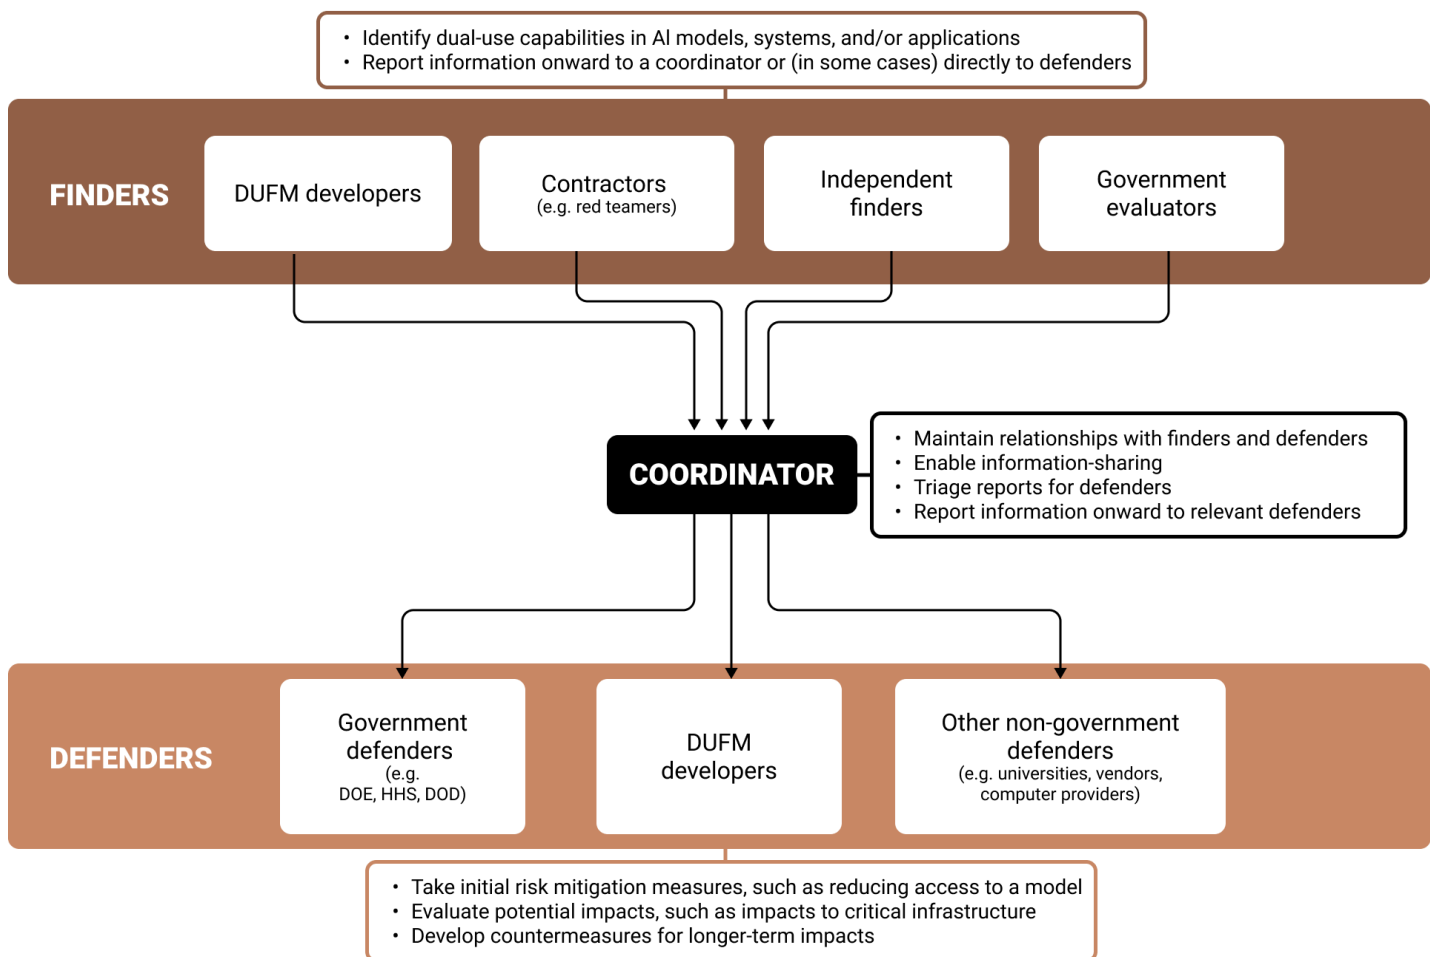 • Identify dual-use capabilities in AI models, systems, and/or applications
• Report information onward to a coordinator or (in some cases) directly to defenders
FINDERS
DUFM developers
Contractors
(e.g. red teamers)
Independent
finders
Government
evaluators
COORDINATOR
• Maintain relationships with finders and defenders
• Enable information-sharing
• Triage reports for defenders
• Report information onward to relevant defenders
DEFENDERS
Government
defenders
(e.g.
DOE, HHS, DOD)
DUFM
developers
Other non-government
defenders
(e.g. universities, vendors,
computer providers)
• Take initial risk mitigation measures, such as reducing access to a model
• Evaluate potential impacts, such as impacts to critical infrastructure
• Develop countermeasures for longer-term impacts